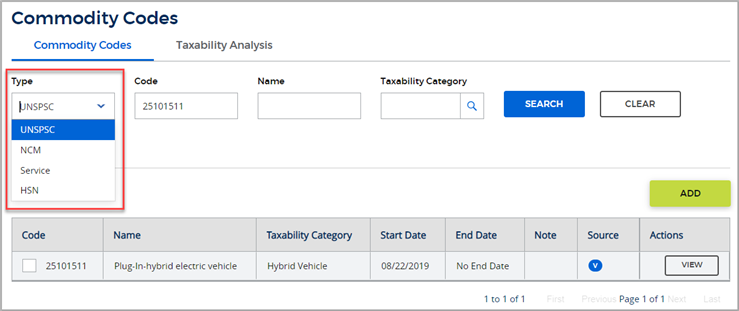 Commodity Codes
Commodity Codes Taxability Analysis
Type Code Name Taxability Category
UNSPSC 25101511 SEARCH CLEAR
UNSPSC
NCM
Service
HSN
ADD
Code Name Taxability Category Start Date End Date Note Source Actions
25101511 Plug-In-hybrid electric vehicle Hybrid Vehicle 08/22/2019 No End Date V VIEW
1 to 1 of 1 First Previous Page 1 of 1 Next Last